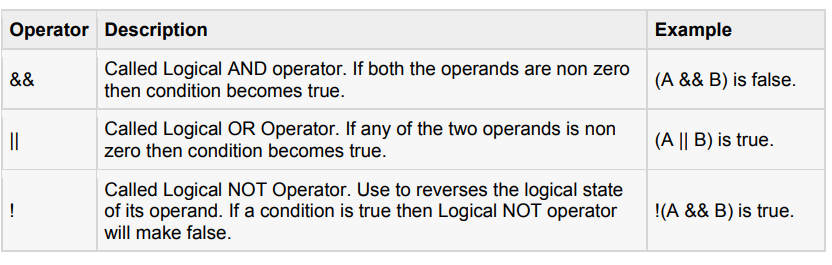 Operator Description Example
&& Called Logical AND operator. If both the operands are non zero
then condition becomes true. (A && B) is false.
|| Called Logical OR Operator. If any of the two operands is non
zero then condition becomes true. (A || B) is true.
! Called Logical NOT Operator. Use to reverses the logical state
of its operand. If a condition is true then Logical NOT operator
will make false. !(A && B) is true.